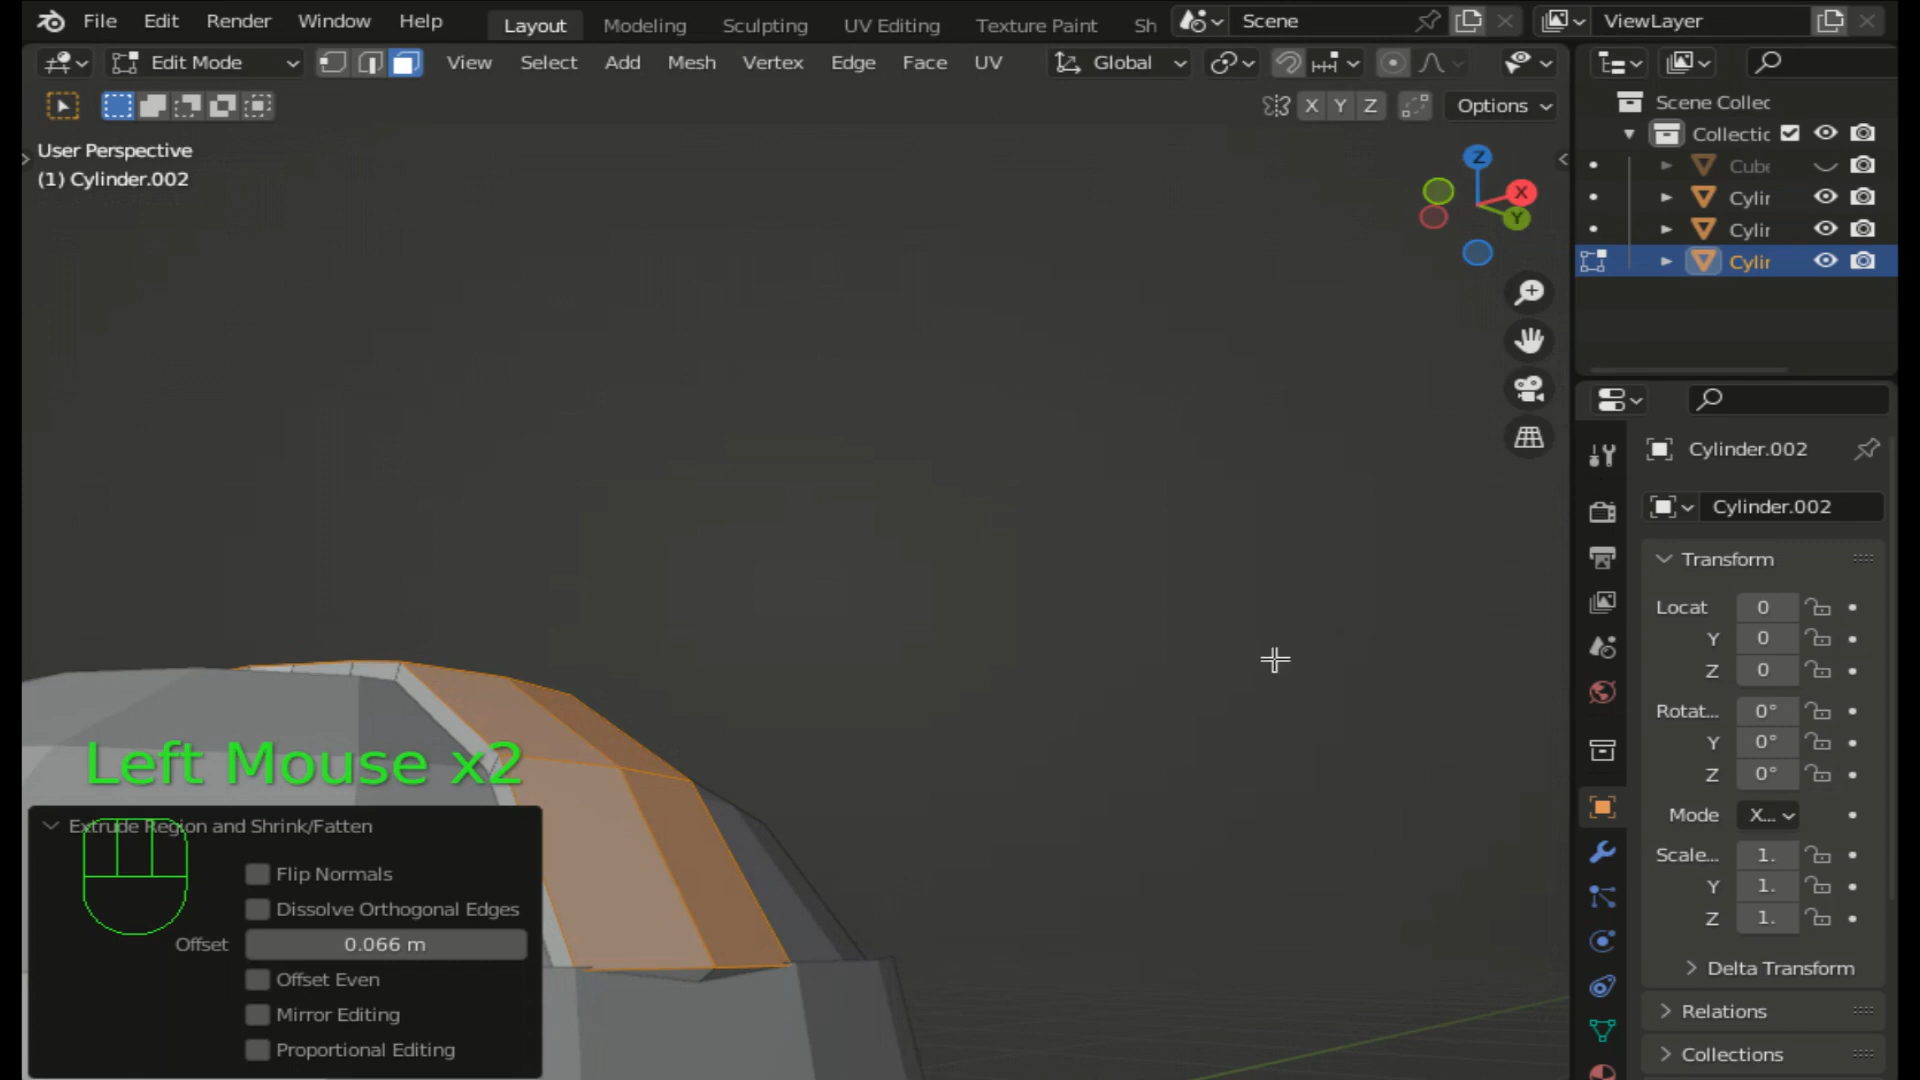 File Edit Render Window Help Layout Modeling Sculpting UV Editing Texture Paint Sh Scene ViewLayer
Edit Mode View Select Add Mesh Vertex Edge Face UV Global
X Y Z Options
User Perspective
(1) Cylinder.002
Z
X
Y
Scene Collec
Collectic
Cube
Cylir
Cylir
Cylir
Cylinder.002
Cylinder.002
Transform
Locat 0
Y 0
Z 0
Rotat... 0°
Y 0°
Z 0°
Mode X...
Scale... 1.
Y 1.
Z 1.
Delta Transform
Relations
Collections
Left Mouse x2
Extrude Region and Shrink/Fatten
Flip Normals
Dissolve Orthogonal Edges
Offset 0.066 m
Offset Even
Mirror Editing
Proportional Editing